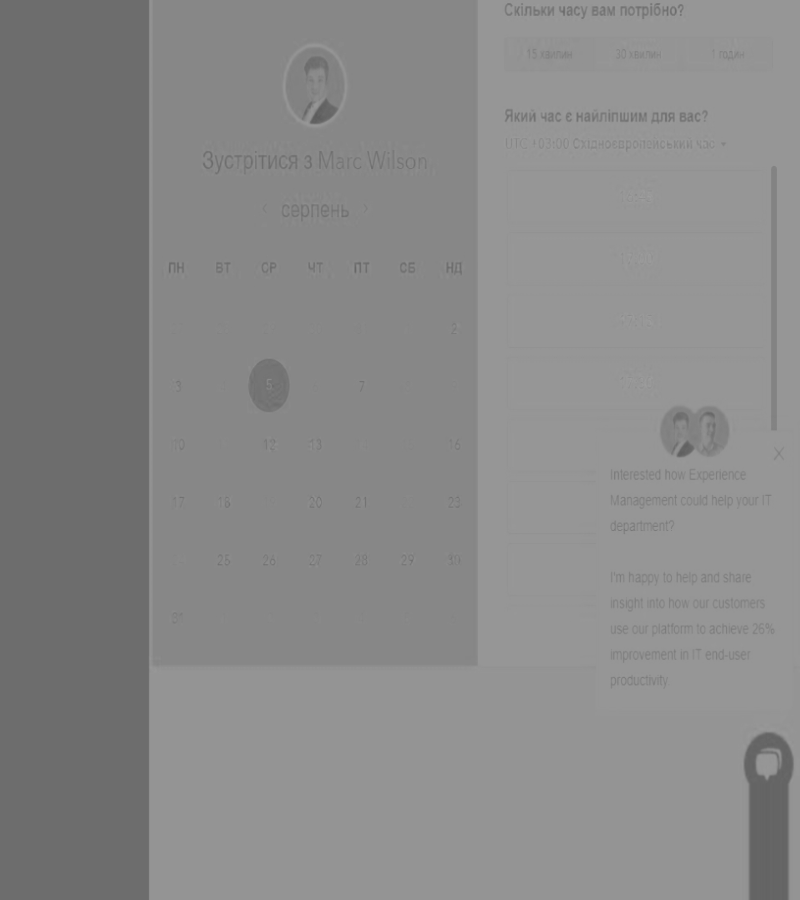 Зустрітися з Marc Wilson
серпень
ПН ВТ СР ЧТ ПТ СБ НД
2
3 5 7
10 12 13 16
17 18 20 21 23
25 26 27 28 29 30
31
Скільки часу вам потрібно?
15 хвилин 30 хвилин 1 годин
Який час є найліпшим для вас?
UTC +03:00 Східноєвропейський час
Interested how Experience
Management could help your IT
department?
I'm happy to help and share
insight into how our customers
use our platform to achieve 26%
improvement in IT end-user
productivity.